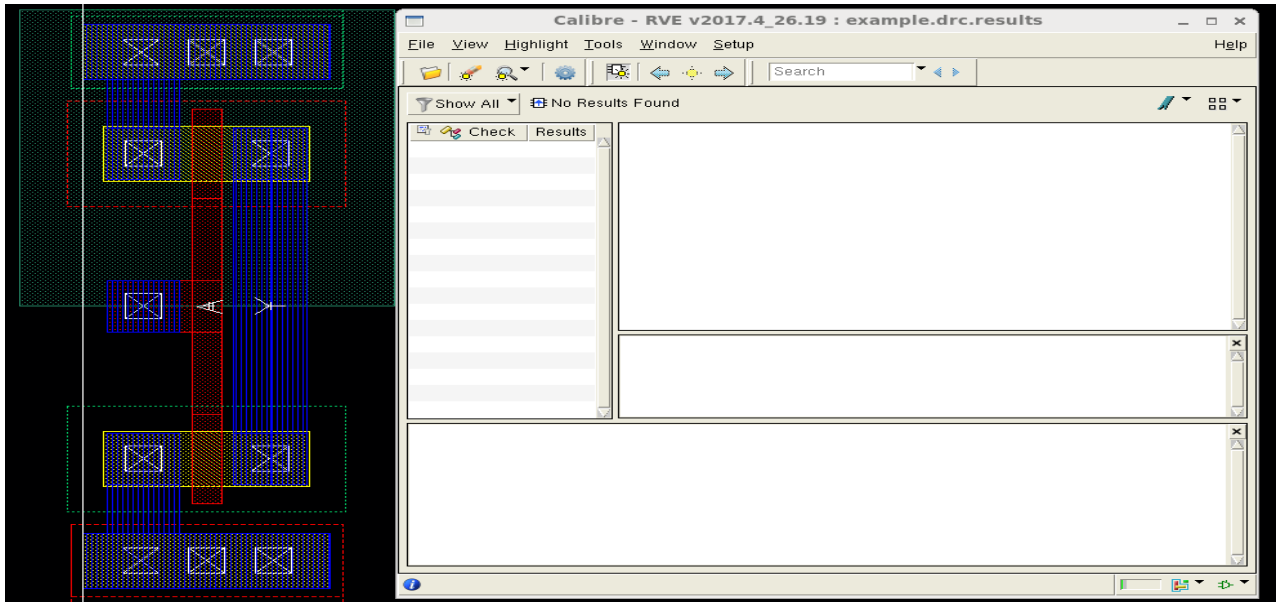 Calibre - RVE v2017.4_26.19 : example.drc.results
File View Highlight Tools Window Setup Help
Search
Show All No Results Found
Check Results
A
Y